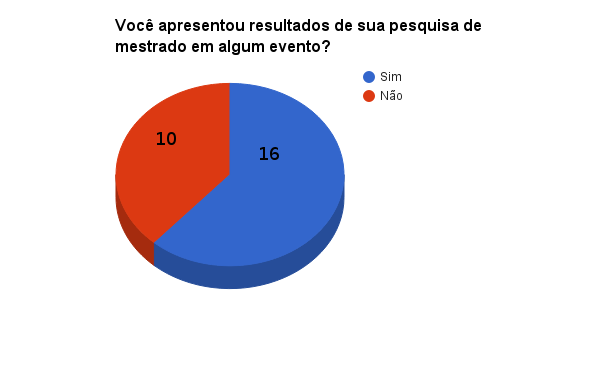 Você apresentou resultados de sua pesquisa de
mestrado em algum evento?
Sim
Não
10
16